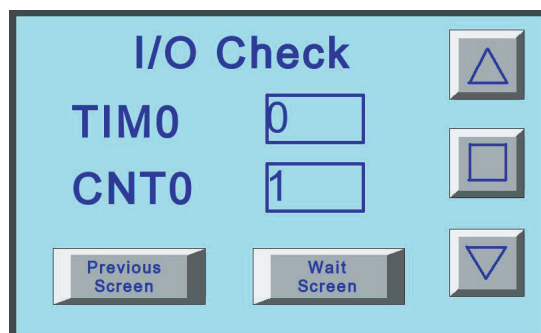 I/O Check
TIM0 0
CNT0 1
Previous
Screen
Wait
Screen